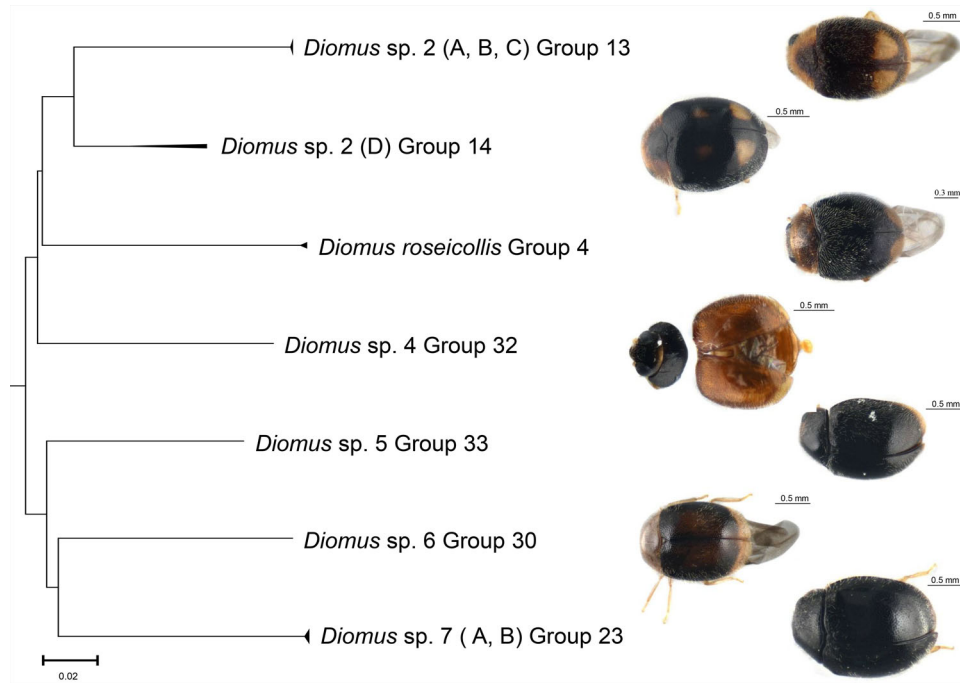 Diomus sp. 2 (A, B, C) Group 13
0.5 mm
Diomus sp. 2 (D) Group 14
0.5 mm
Diomus roseicollis Group 4
0.3 mm
Diomus sp. 4 Group 32
0.5 mm
Diomus sp. 5 Group 33
0.5 mm
4
Diomus sp. 6 Group 30
0.5 mm
Diomus sp. 7 ( A, B) Group 23
0.5 mm
0.02